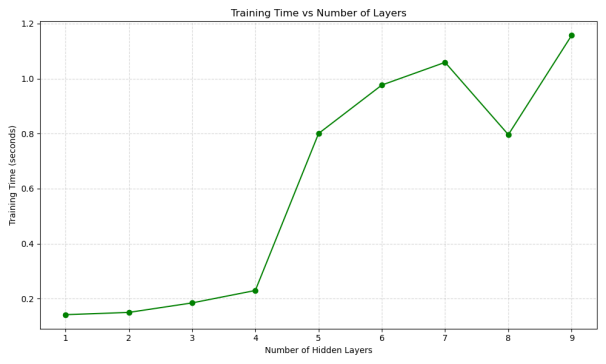 Training Time vs Number of Layers
1.2
1.0
0.8
0.6
0.4
0.2
Training Time (seconds)
1 2 3 4 5 6 7 8 9
Number of Hidden Layers